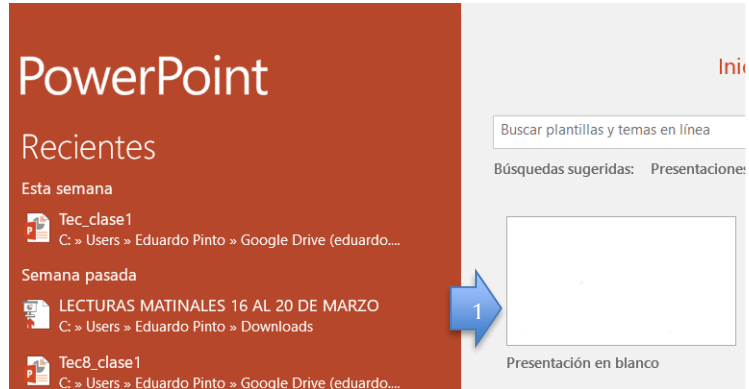 PowerPoint
Recientes
Esta semana
Tec_clase1
C: » Users » Eduardo Pinto » Google Drive (eduardo....
Semana pasada
LECTURAS MATINALES 16 AL 20 DE MARZO
C: » Users » Eduardo Pinto » Downloads
Tec8_clase1
C: » Users » Eduardo Pinto » Google Drive (eduardo....
Buscar plantillas y temas en línea
Búsquedas sugeridas: Presentaciones
1
Presentación en blanco